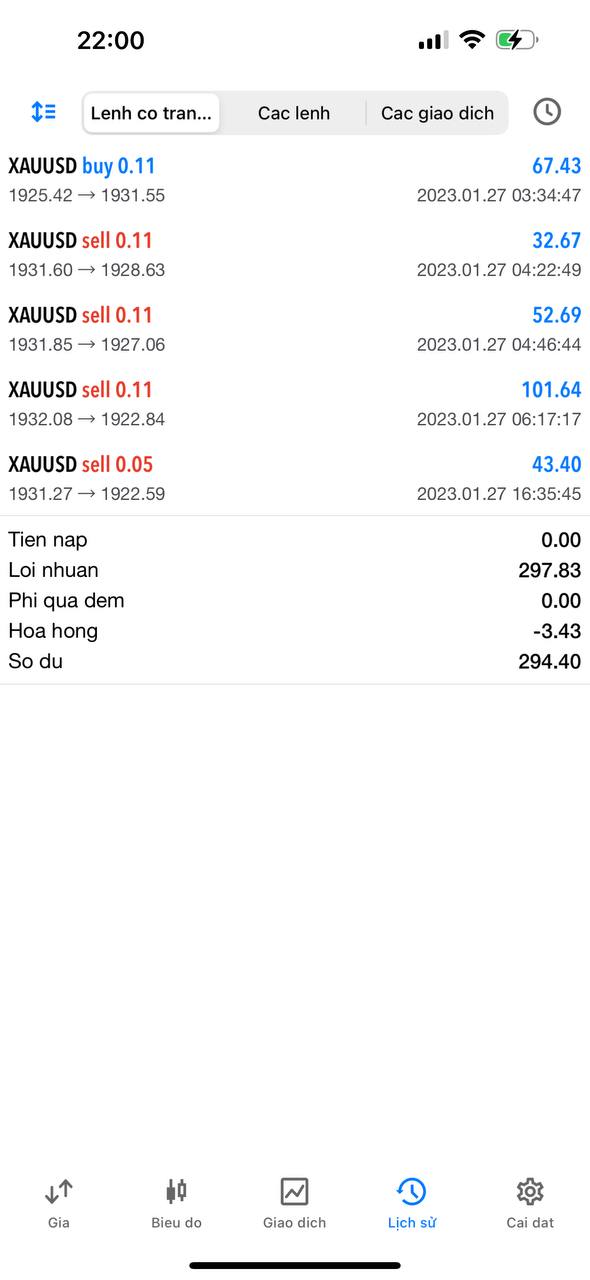 22:00
Lenh co tran... Cac lenh Cac giao dich
XAUUSD buy 0.11 67.43
1925.42 → 1931.55 2023.01.27 03:34:47
XAUUSD sell 0.11 32.67
1931.60 → 1928.63 2023.01.27 04:22:49
XAUUSD sell 0.11 52.69
1931.85 → 1927.06 2023.01.27 04:46:44
XAUUSD sell 0.11 101.64
1932.08 → 1922.84 2023.01.27 06:17:17
XAUUSD sell 0.05 43.40
1931.27 → 1922.59 2023.01.27 16:35:45
Tien nap 0.00
Loi nhuan 297.83
Phi qua dem 0.00
Hoa hong -3.43
So du 294.40
Gia Bieu do Giao dich Lịch sử Cai dat